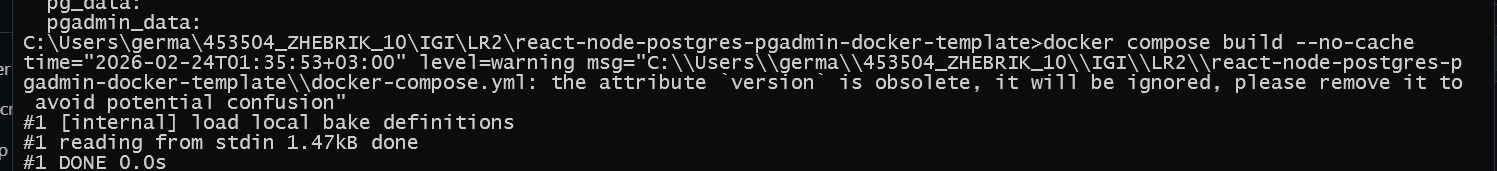 pg_data:
pgadmin_data:
C:\Users\germa\453504_ZHEBRIK_10\IGI\LR2\react-node-postgres-pgadmin-docker-template>docker compose build --no-cache
time="2026-02-24T01:35:53+03:00" level=warning msg="C:\\Users\\germa\\453504_ZHEBRIK_10\\IGI\\LR2\\react-node-postgres-p
gadmin-docker-template\\docker-compose.yml: the attribute `version` is obsolete, it will be ignored, please remove it to
er
avoid potential confusion"
cr
#1 [internal] load local bake definitions
#1 reading from stdin 1.47kB done
p
#1 DONE 0.0s